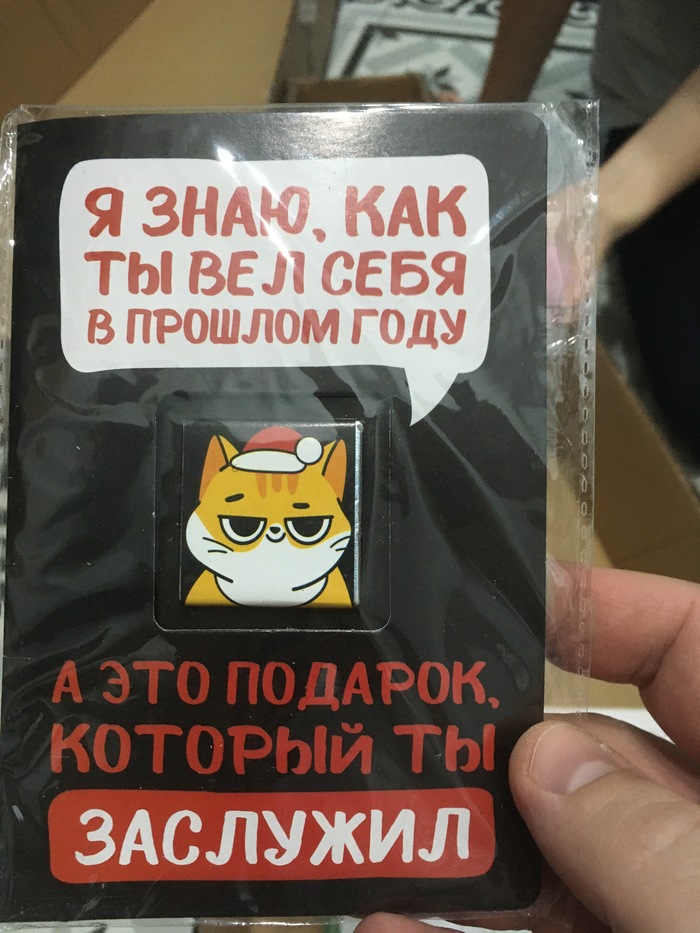 Я ЗНАЮ, КАК
ТЫ ВЕЛ СЕБЯ
В ПРОШЛОМ ГОДУ
А ЭТО ПОДАРОК,
КОТОРЫЙ ТЫ
ЗАСЛУЖИЛ